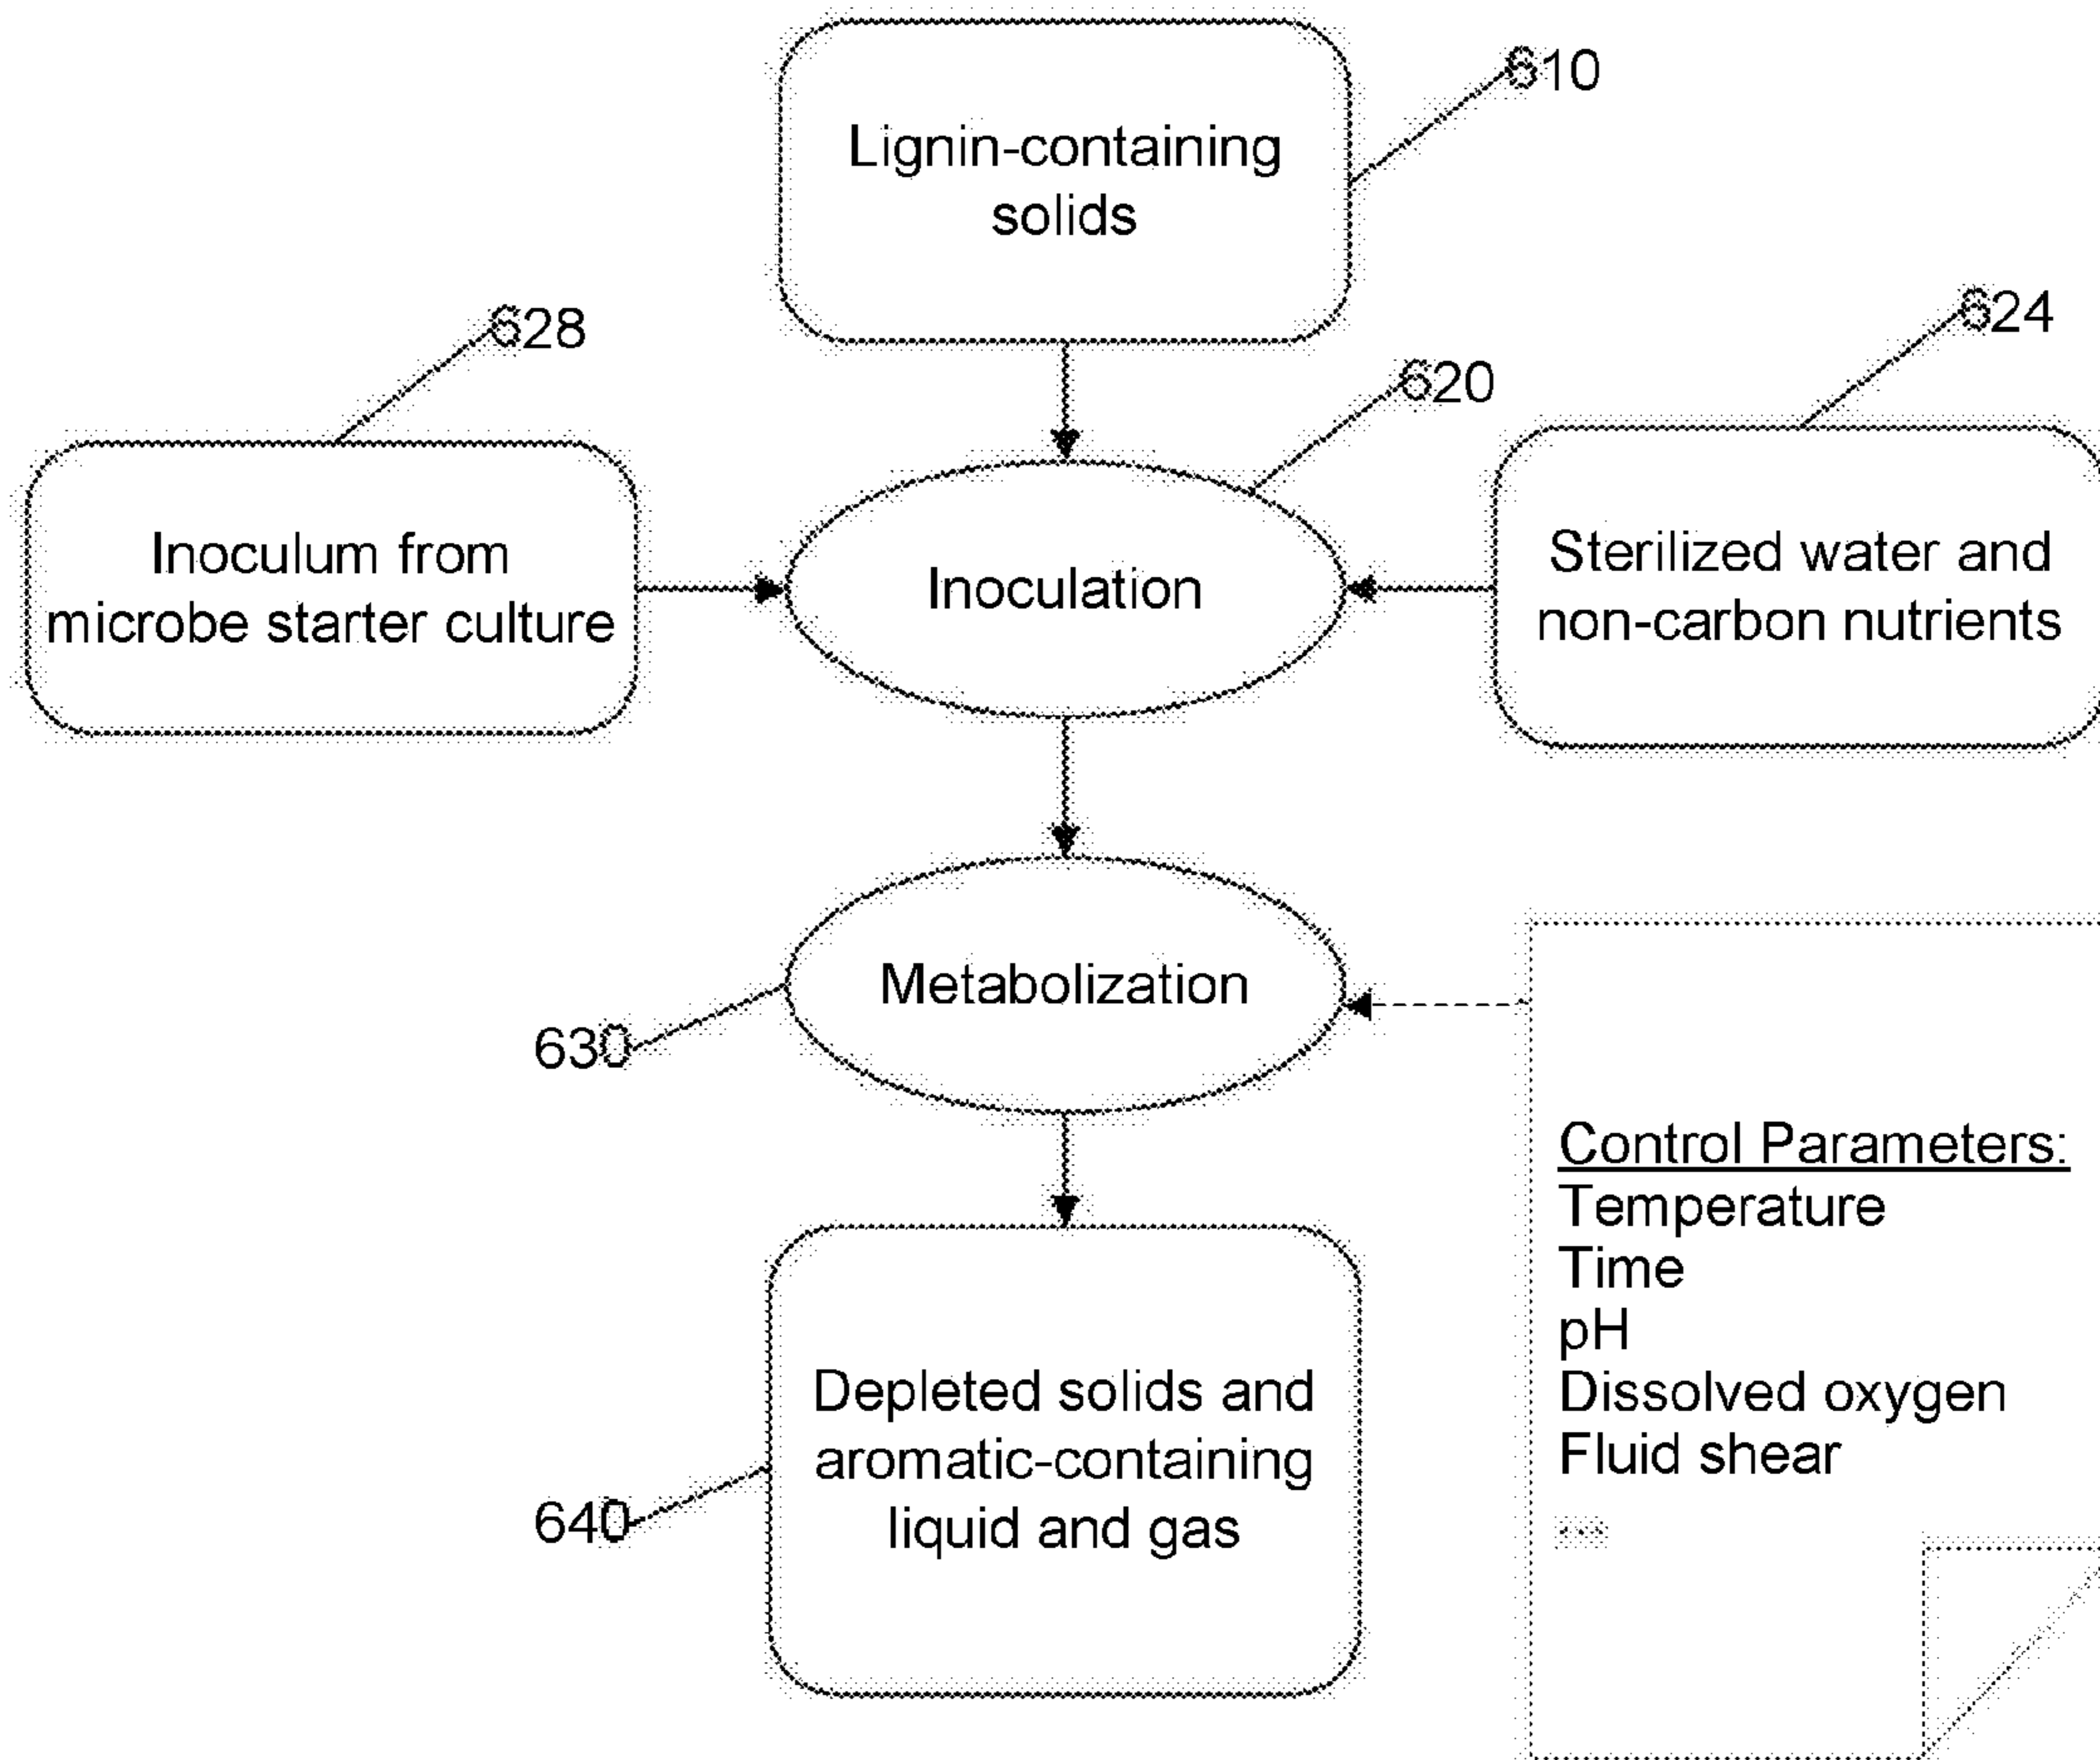 610
Lignin-containing
solids
628
624
620
Inoculum from
microbe starter culture
Inoculation
Sterilized water and
non-carbon nutrients
Metabolization
630
Control Parameters:
Temperature
Time
pH
Dissolved oxygen
Fluid shear
...
Depleted solids and
aromatic-containing
liquid and gas
640